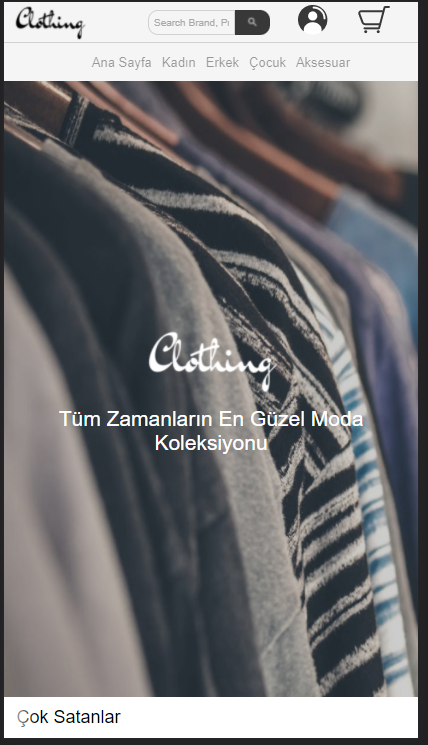 Clothing
Search Brand, P
Ana Sayfa Kadın Erkek Çocuk Aksesuar
Clothing
Tüm Zamanların En Güzel Moda
Koleksiyonu
Çok Satanlar